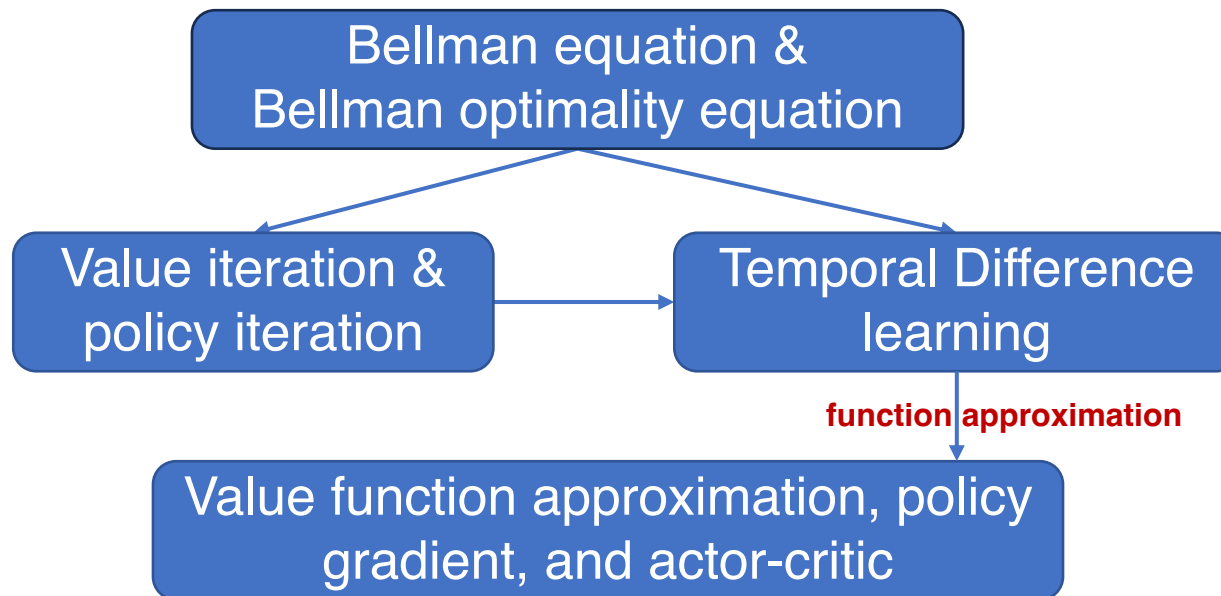 Bellman equation &
Bellman optimality equation
Value iteration &
policy iteration
Temporal Difference
learning
function approximation
Value function approximation, policy
gradient, and actor-critic